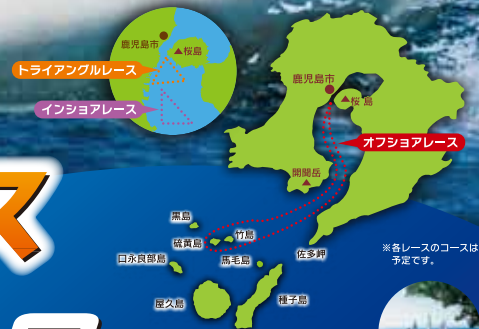 鹿児島市
桜島
トライアングルレース
インショアレース
鹿児島市
桜島
オフショアレース
開聞岳
黒島
竹島
硫黄島
佐多岬
口永良部島
馬毛島
屋久島
種子島
※各レースのコースは
予定です。
ス